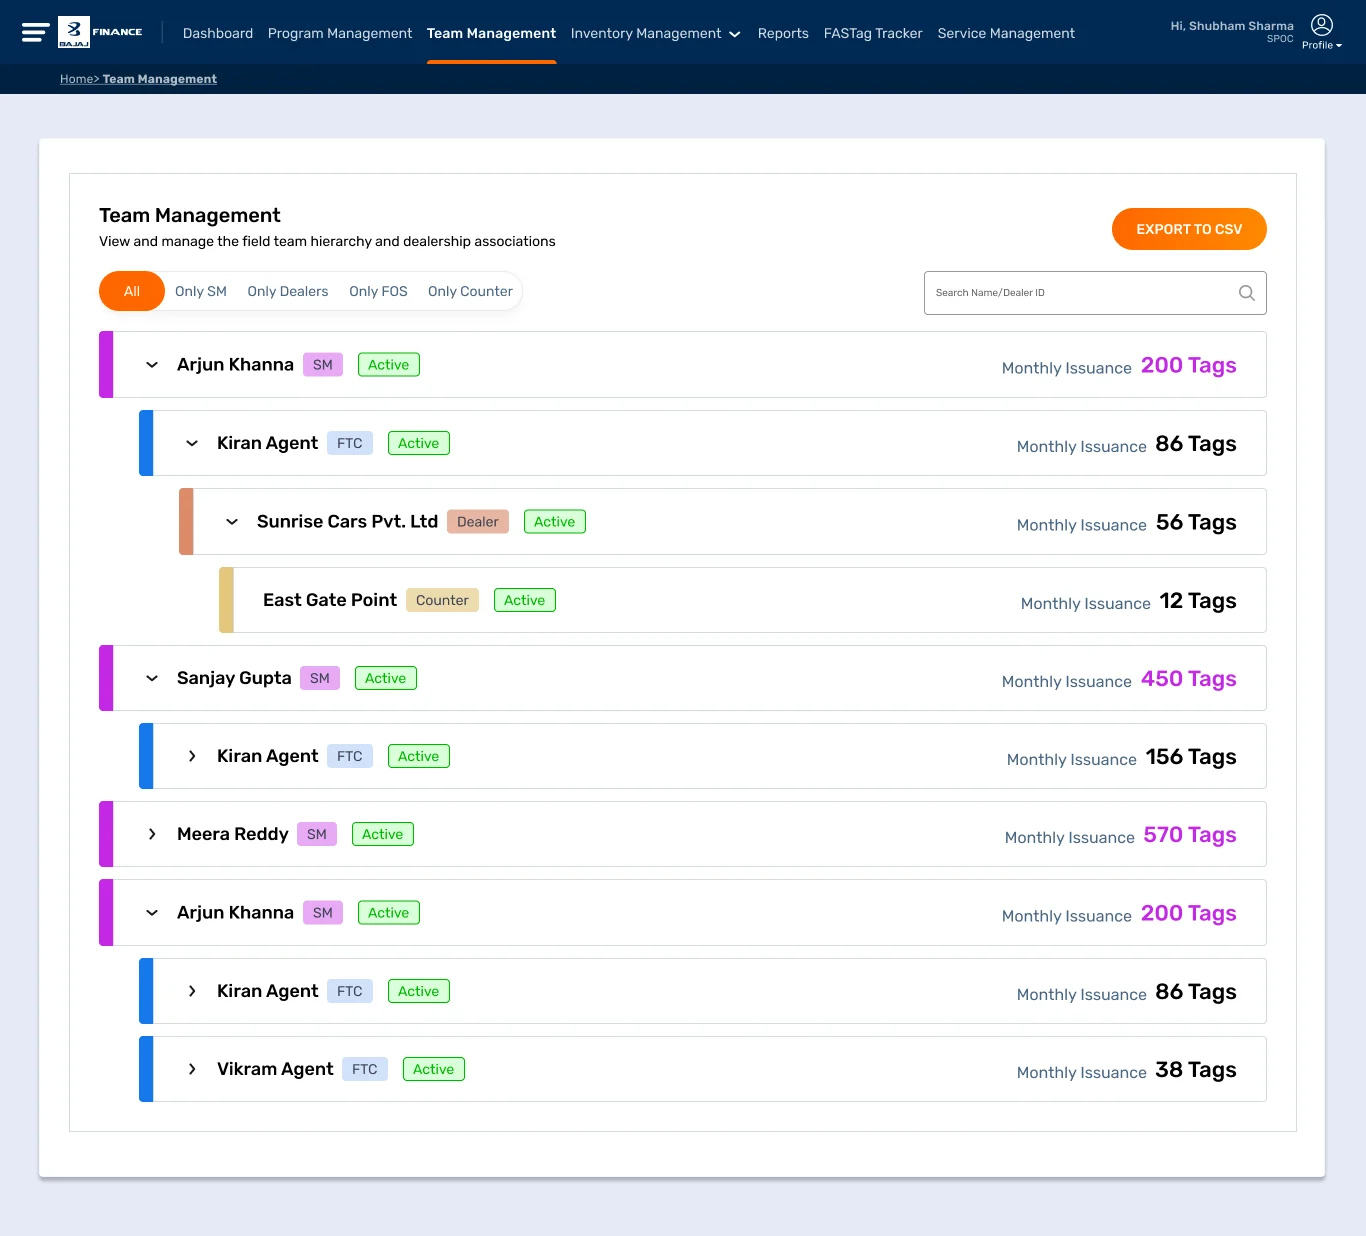 BAJAJ FINANCE
Dashboard Program Management Team Management Inventory Management Reports FASTag Tracker Service Management
Hi, Shubham Sharma
SPOC
Profile
Home> Team Management
Team Management
View and manage the field team hierarchy and dealership associations
EXPORT TO CSV
All Only SM Only Dealers Only FOS Only Counter
Search Name/Dealer ID
Arjun Khanna SM Active Monthly Issuance 200 Tags
Kiran Agent FTC Active Monthly Issuance 86 Tags
Sunrise Cars Pvt. Ltd Dealer Active Monthly Issuance 56 Tags
East Gate Point Counter Active Monthly Issuance 12 Tags
Sanjay Gupta SM Active Monthly Issuance 450 Tags
Kiran Agent FTC Active Monthly Issuance 156 Tags
Meera Reddy SM Active Monthly Issuance 570 Tags
Arjun Khanna SM Active Monthly Issuance 200 Tags
Kiran Agent FTC Active Monthly Issuance 86 Tags
Vikram Agent FTC Active Monthly Issuance 38 Tags